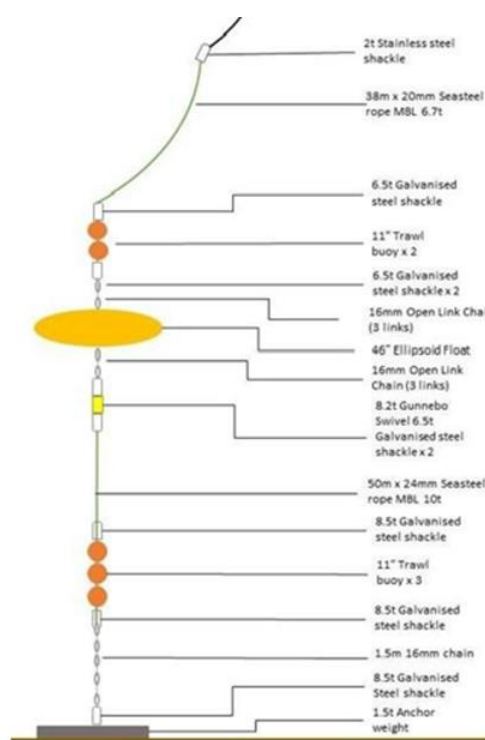 2t Stainless steel
shackle
38m x 20mm Seasteel
rope MBL 6.7t
6.5t Galvanised
steel shackle
11" Trawl
buoy x 2
6.5t Galvanised
steel shackle x 2
16mm Open Link Chai
(3 links)
46" Ellipsoid Float
16mm Open Link
Chain (3 links)
8.2t Gunnebo
Swivel 6.5t
Galvanised steel
shackle x 2
50m x 24mm Seasteel
rope MBL 10t
8.5t Galvanised
steel shackle
11" Trawl
buoy x 3
8.5t Galvanised
steel shackle
1.5m 16mm chain
8.5t Galvanised
Steel shackle
1.5t Anchor
weight